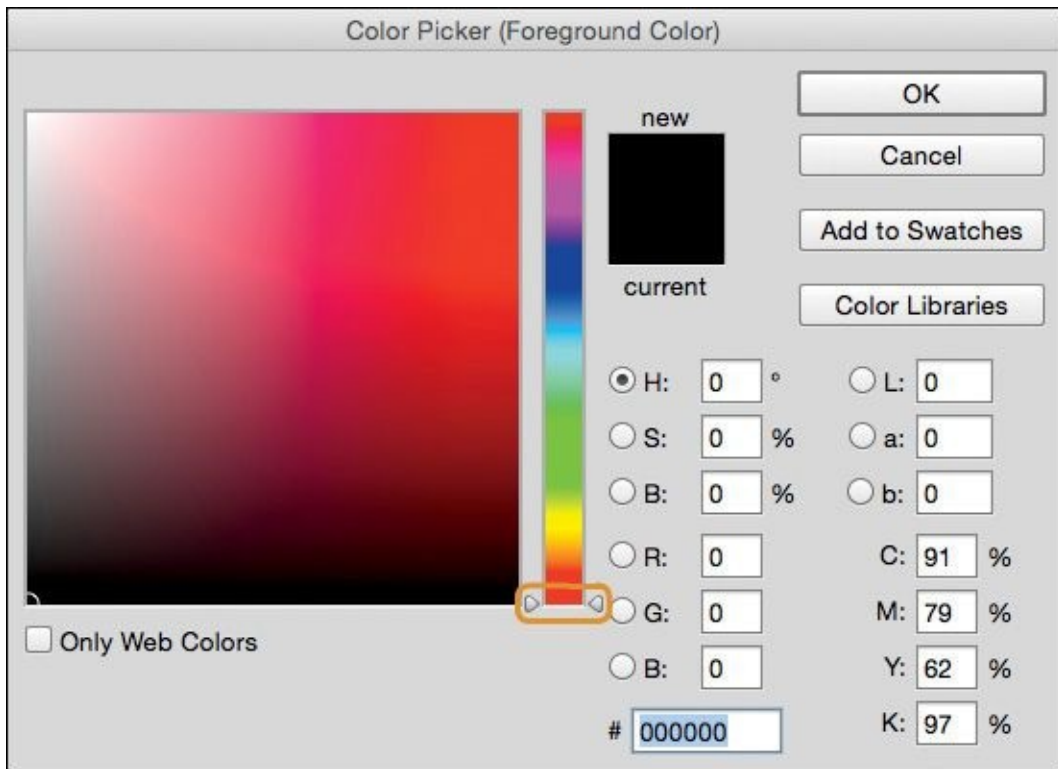 Color Picker (Foreground Color)
new
current
OK
Cancel
Add to Swatches
Color Libraries
H: 0 °
S: 0 %
B: 0 %
R: 0
G: 0
B: 0
# 000000
L: 0
a: 0
b: 0
C: 91 %
M: 79 %
Y: 62 %
K: 97 %
Only Web Colors